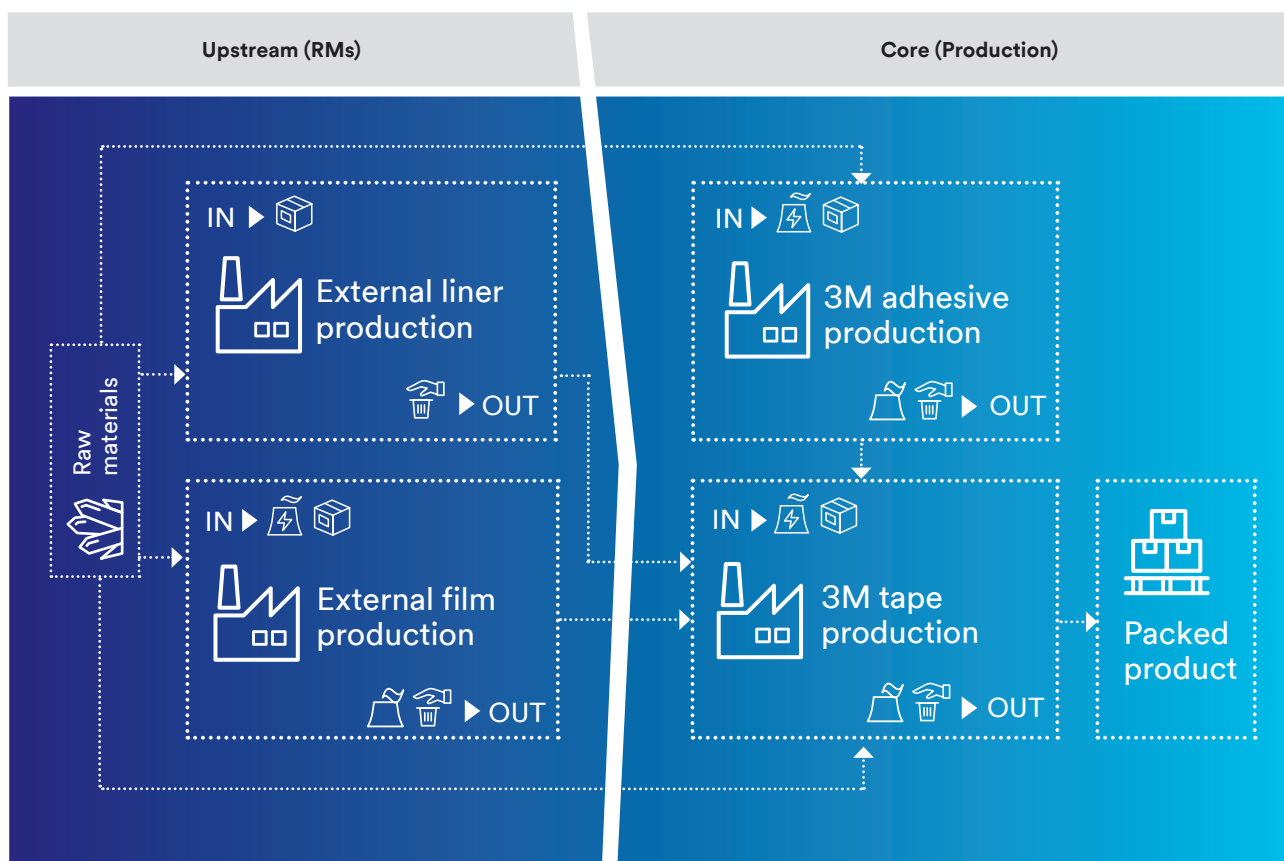 Upstream (RMs)
Core (Production)
Raw
materials
IN
External liner
production
OUT
IN
External film
production
OUT
IN
3M adhesive
production
OUT
IN
3M tape
production
OUT
Packed
product